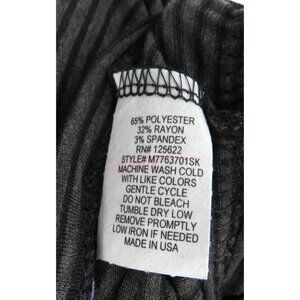 65% POLYESTER
32% RAYON
3% SPANDEX
RN# 125622
STYLE# M7763701SK
MACHINE WASH COLD
WITH LIKE COLORS
GENTLE CYCLE
DO NOT BLEACH
TUMBLE DRY LOW
REMOVE PROMPTLY
LOW IRON IF NEEDED
MADE IN USA